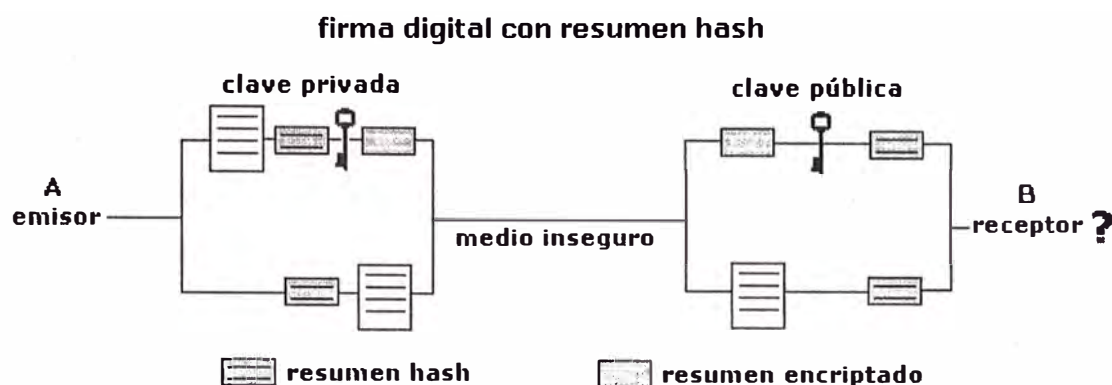 firma digital con resumen hash
clave privada
clave pública
A
emisor
medio inseguro
B
receptor ?
resumen hash
resumen encriptado